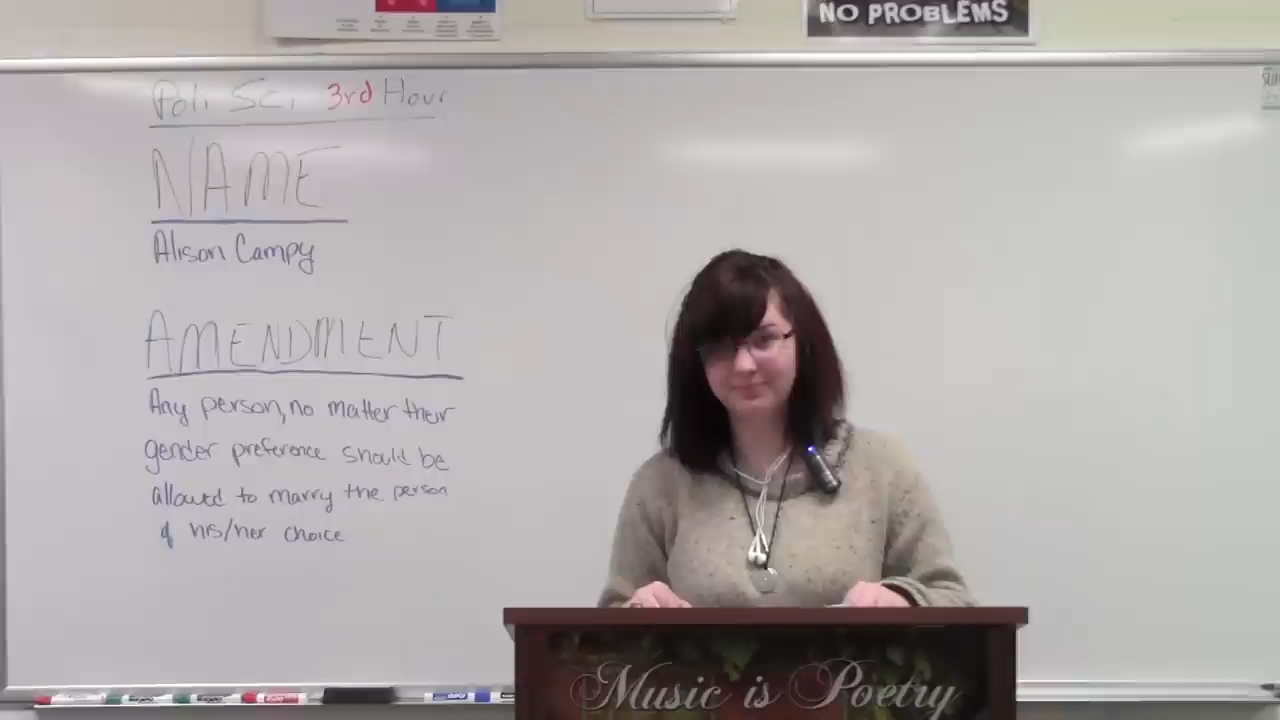 NO PROBLEMS
Poli Sci 3rd Hour
NAME
Alison Campy
AMENDMENT
Any person, no matter their
gender preference should be
allowed to marry the person
of his/her choice
Music is Poetry